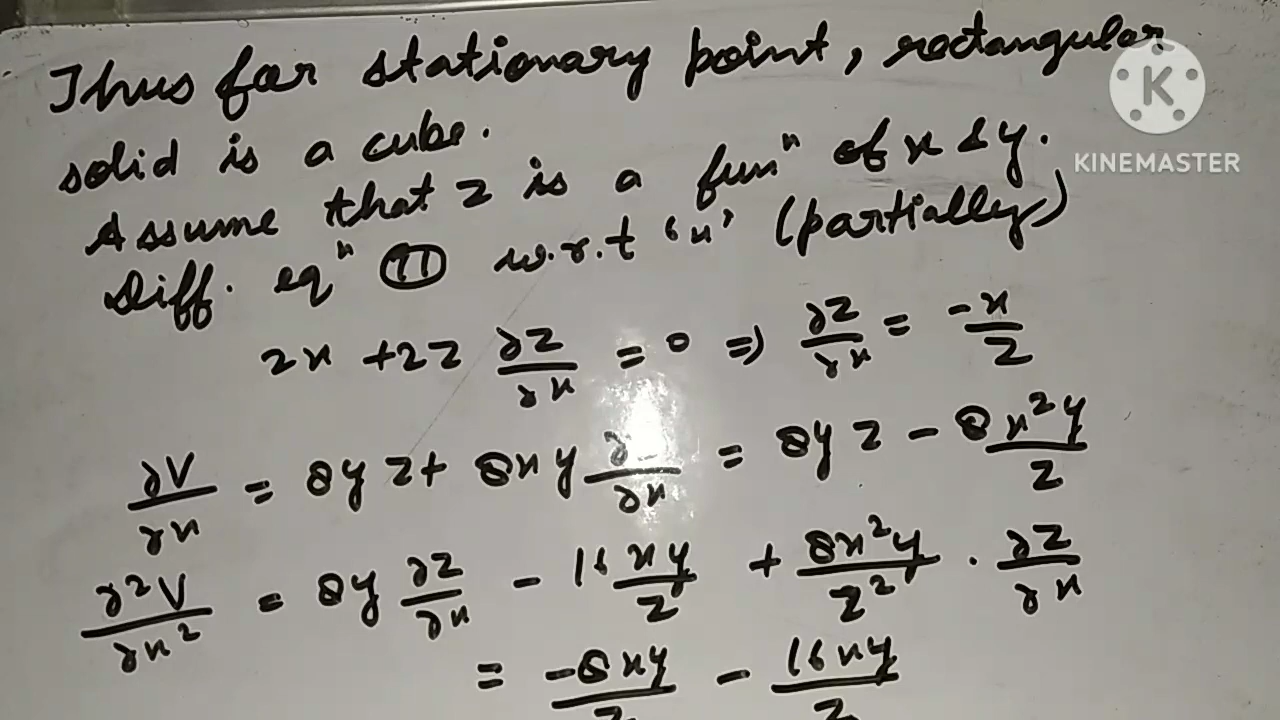 Thus for stationary point, rectangular
solid is a cube.
Assume that z is a funⁿ of x & y.
Diff. eqⁿ (11) w.r.t 'x' (partially)
2x + 2z ∂z/∂x = 0 => ∂z/∂x = -x/z
∂V/∂x = 8yz + 8xy ∂/∂x = 8yz - 8x²y/z
∂²V/∂x² = 8y ∂z/∂x - 16xy/z + 8x²y/z² · ∂z/∂x
= -8xy/z - 16xy/z
K
KINEMASTER